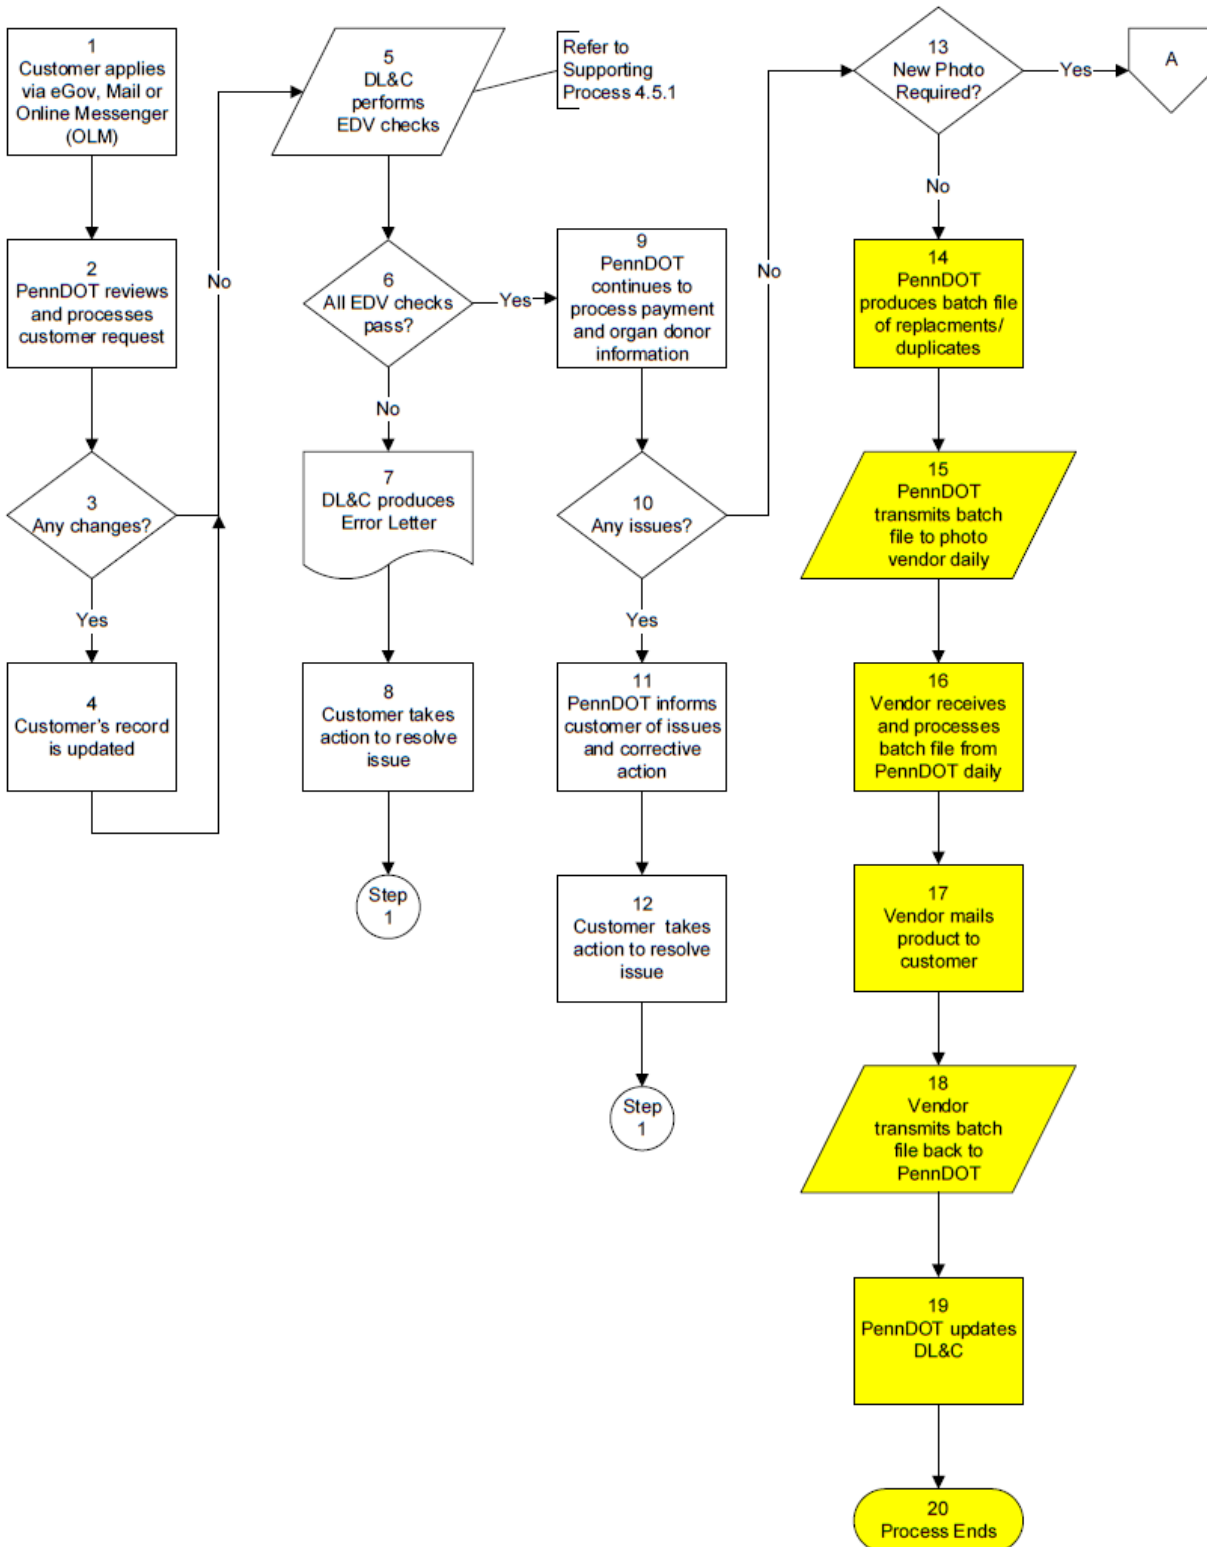 1
Customer applies
via eGov, Mail or
Online Messenger
(OLM)
2
PennDOT reviews
and processes
customer request
3
Any changes?
No
Yes
4
Customer's record
is updated
5
DL&C
performs
EDV checks
Refer to
Supporting
Process 4.5.1
6
All EDV checks
pass?
Yes
No
7
DL&C produces
Error Letter
8
Customer takes
action to resolve
issue
Step
1
9
PennDOT
continues to
process payment
and organ donor
information
10
Any issues?
No
Yes
11
PennDOT informs
customer of issues
and corrective
action
12
Customer takes
action to resolve
issue
Step
1
13
New Photo
Required?
Yes
A
No
14
PennDOT
produces batch file
of replacments/
duplicates
15
PennDOT
transmits batch
file to photo
vendor daily
16
Vendor receives
and processes
batch file from
PennDOT daily
17
Vendor mails
product to
customer
18
Vendor
transmits batch
file back to
PennDOT
19
PennDOT updates
DL&C
20
Process Ends